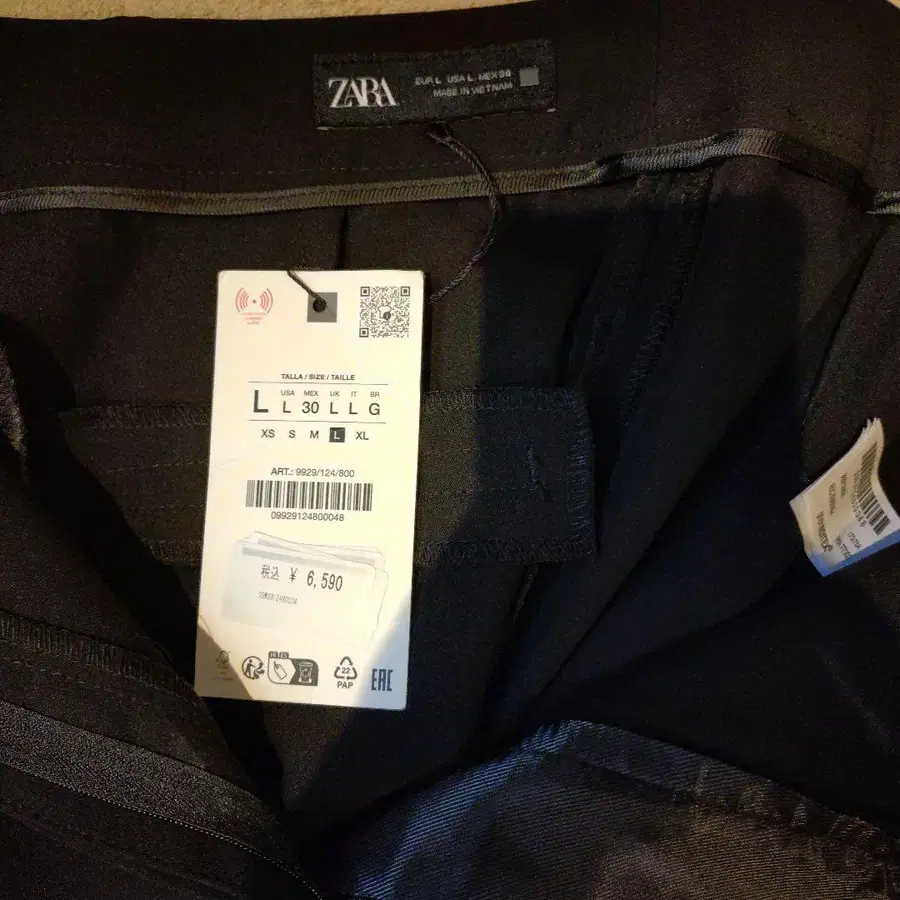 ZARA
EUR L USA L MEX 30
MADE IN VIETNAM
TALLA / SIZE / TAILLE
USA MEX UK IT BR
L L 30 L L G
XS S M L XL
ART.: 9929/124/800
09929124800048
税込 ¥ 6,590
22
PAP
EAC